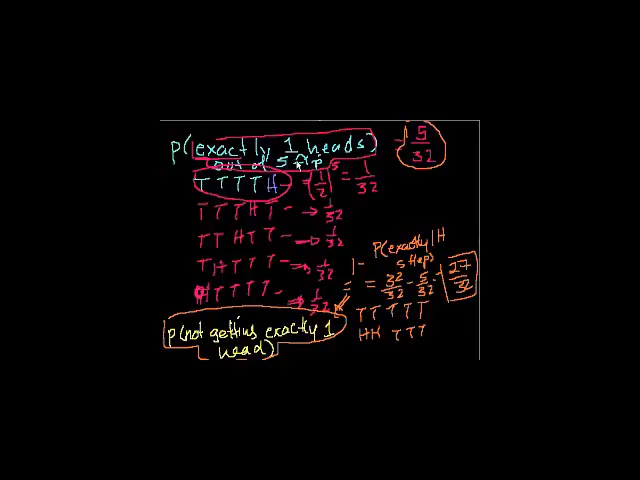 P(exactly 1 heads) = 5/32
out of 5 flips
T T T T H → (1/2)^5 = 1/32
T T T H T → 1/32
T T H T T → 1/32
T H T T T → 1/32
H T T T T → 1/32
P(exactly 1 H
1 - 5 flips)
= = 32/32 - 5/32 = 27/32
T T T T T
H H T T T
P(not getting exactly 1
head)